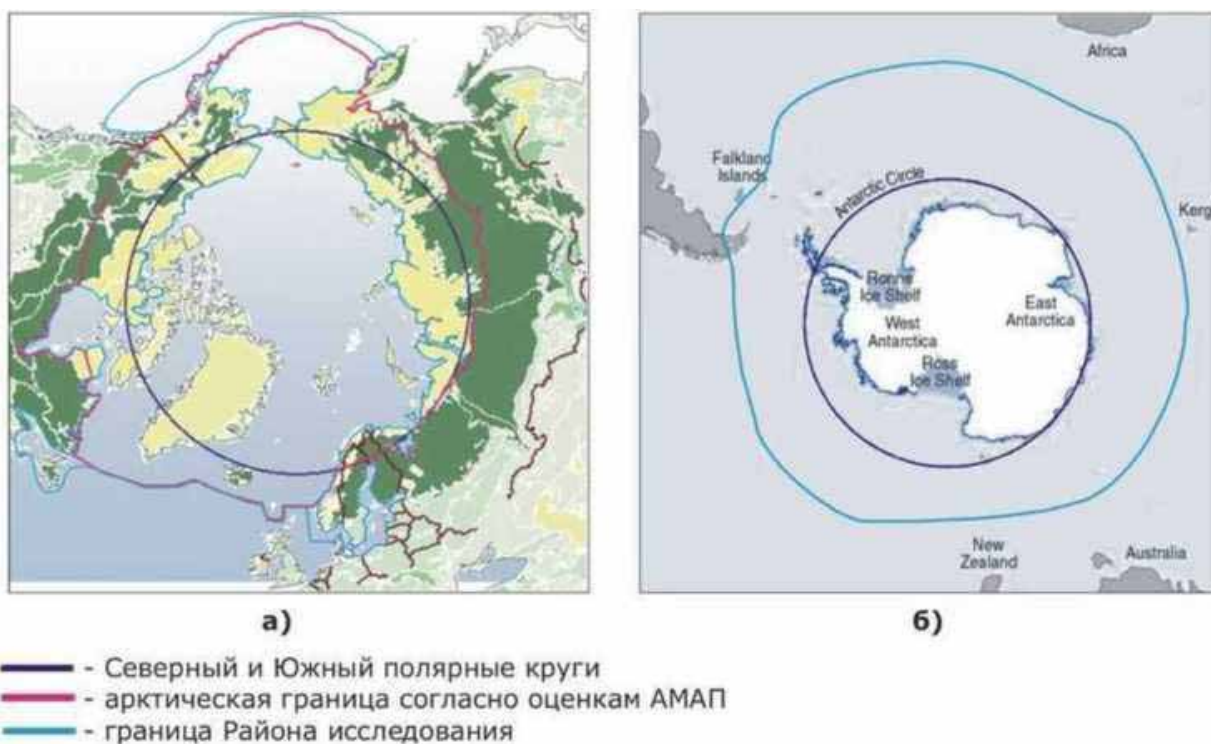 Africa
Falkland
Islands
Antarctic Circle
Kerg
Ronne
Ice Shelf
East
Antarctica
West
Antarctica
Ross
Ice Shelf
New
Zealand
Australia
а)
б)
- Северный и Южный полярные круги
- арктическая граница согласно оценкам АМАП
- граница Района исследования